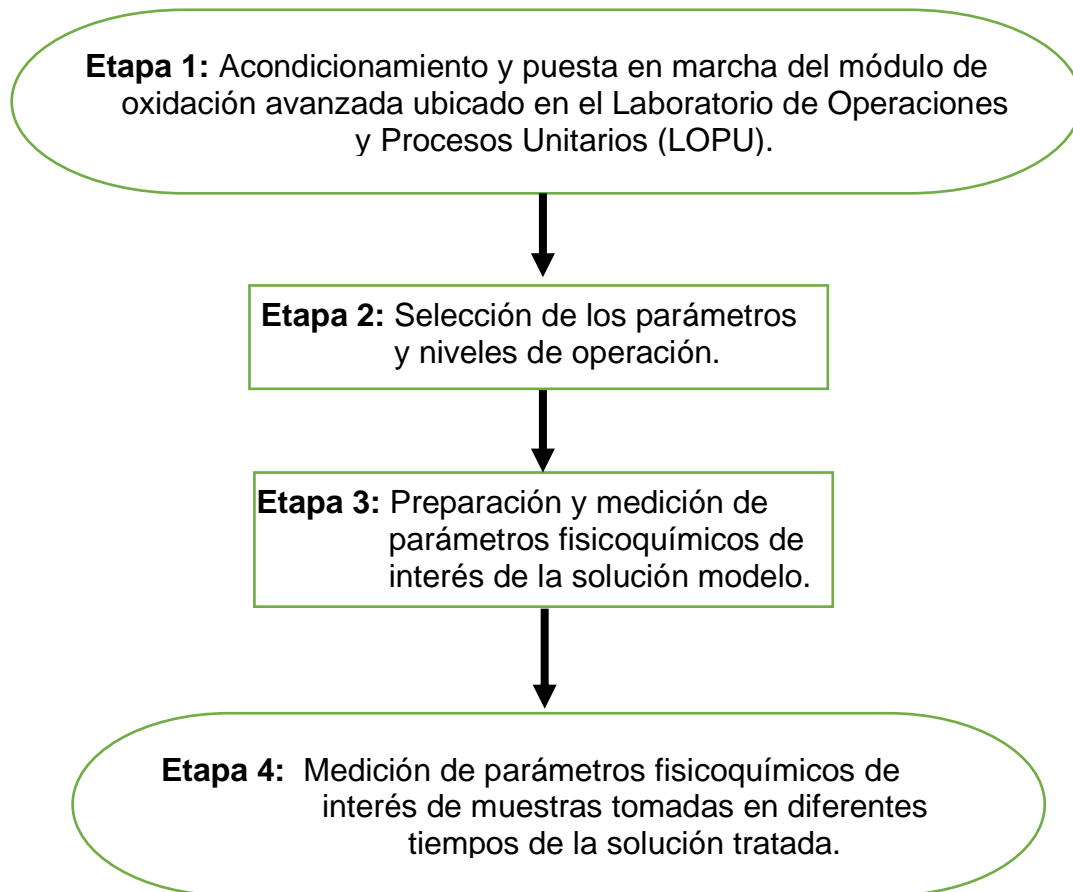 Etapa 1: Acondicionamiento y puesta en marcha del módulo de
oxidación avanzada ubicado en el Laboratorio de Operaciones
y Procesos Unitarios (LOPU).
Etapa 2: Selección de los parámetros
y niveles de operación.
Etapa 3: Preparación y medición de
parámetros fisicoquímicos de
interés de la solución modelo.
Etapa 4: Medición de parámetros fisicoquímicos de
interés de muestras tomadas en diferentes
tiempos de la solución tratada.